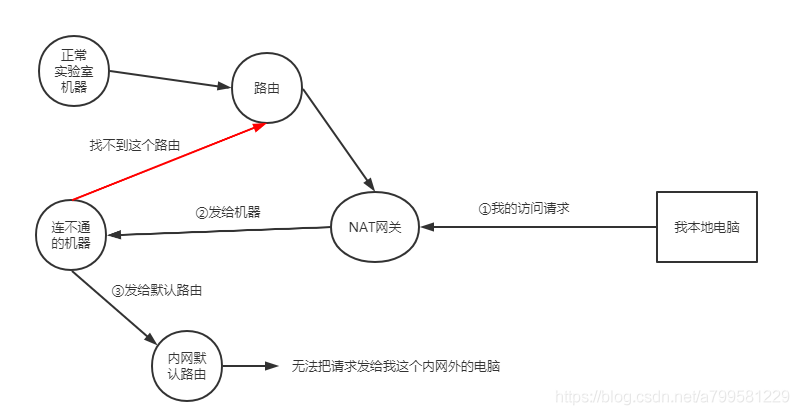 正常
实验室
机器
路由
找不到这个路由
连不通
的机器
②发给机器
NAT网关
①我的访问请求
我本地电脑
③发给默认路由
内网默
认路由
无法把请求发给我这个内网外的电脑
https://blog.csdn.net/a799581229